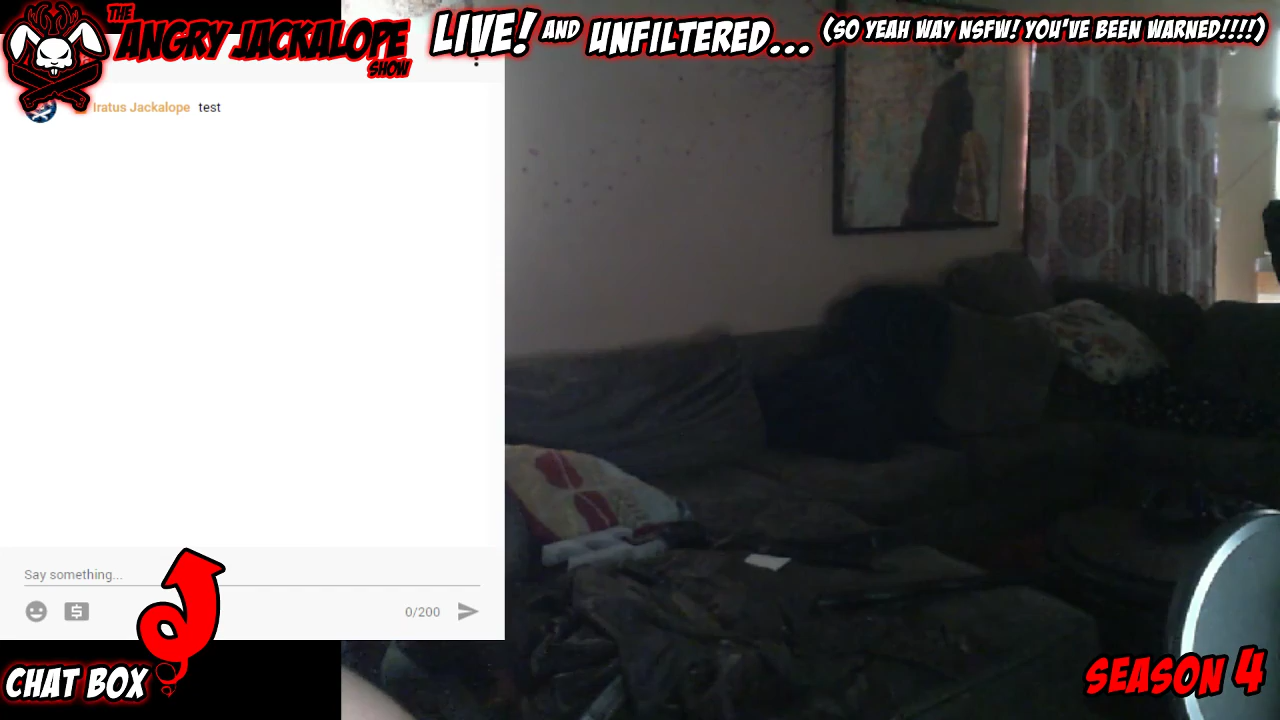 THE
ANGRY JACKALOPE
SHOW
LIVE! AND UNFILTERED... (SO YEAH WAY NSFW! YOU'VE BEEN WARNED!!!!)
Iratus Jackalope test
Say something...
0/200
CHAT BOX
SEASON 4